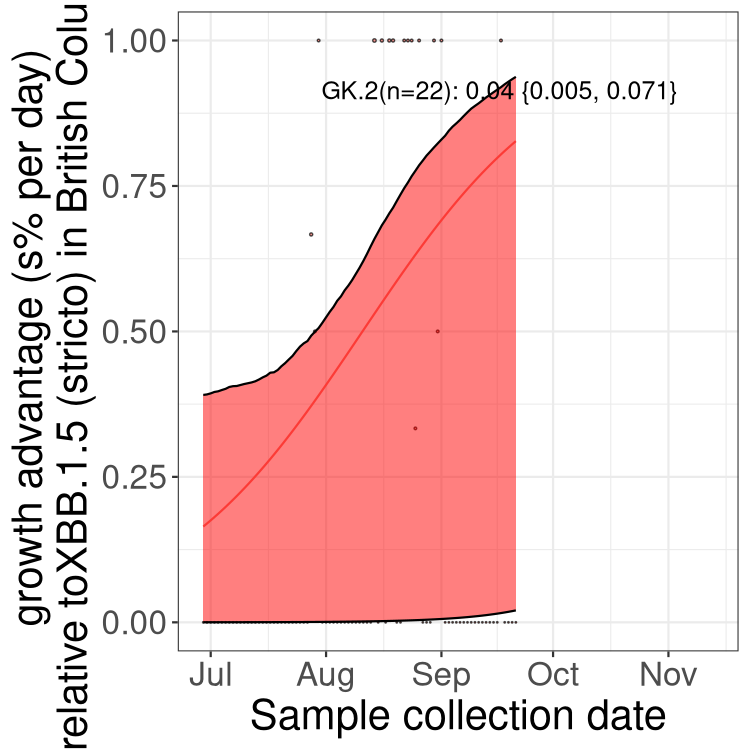 growth advantage (s% per day)
relative toXBB.1.5 (stricto) in British Colu
1.00
0.75
0.50
0.25
0.00
GK.2(n=22): 0.04 {0.005, 0.071}
Jul Aug Sep Oct Nov
Sample collection date